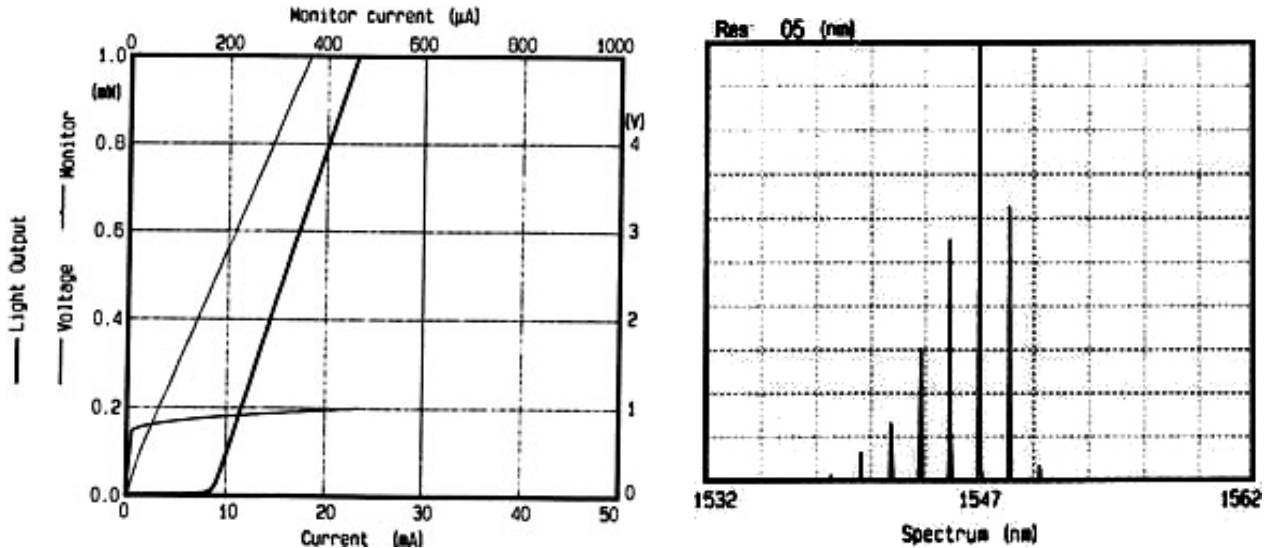 Monitor current (μA)
0 200 400 600 800 1000
1.0
(mW)
0.8
0.6
0.4
0.2
0.0
(V)
4
3
2
1
0
0 10 20 30 40 50
Current (mA)
Light Output
Voltage
Monitor
Res 05 (nm)
1532 1547 1562
Spectrum (nm)